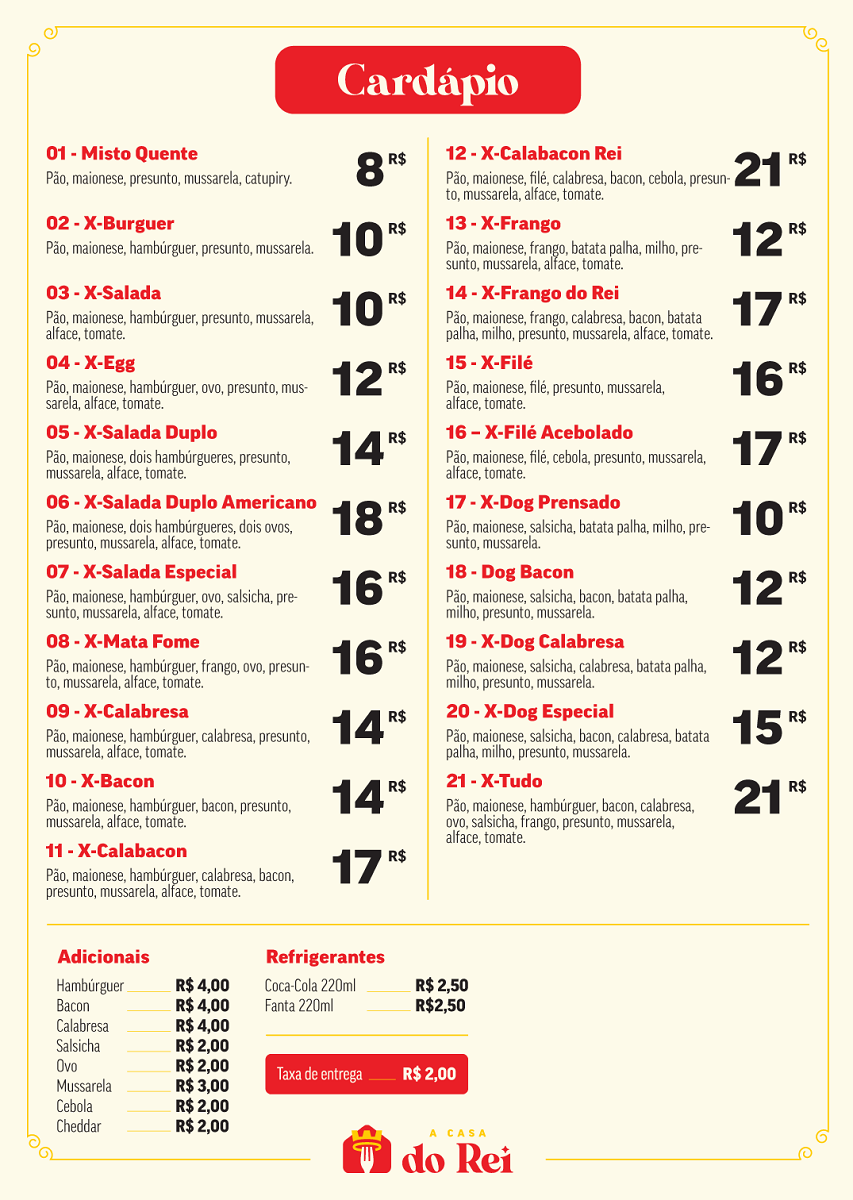 Cardápio
01 - Misto Quente
8 R$
Pão, maionese, presunto, mussarela, catupiry.
02 - X-Burguer
10 R$
Pão, maionese, hambúrguer, presunto, mussarela.
03 - X-Salada
10 R$
Pão, maionese, hambúrguer, presunto, mussarela,
alface, tomate.
04 - X-Egg
12 R$
Pão, maionese, hambúrguer, ovo, presunto, mus-
sarela, alface, tomate.
05 - X-Salada Duplo
14 R$
Pão, maionese, dois hambúrgueres, presunto,
mussarela, alface, tomate.
06 - X-Salada Duplo Americano
18 R$
Pão, maionese, dois hambúrgueres, dois ovos,
presunto, mussarela, alface, tomate.
07 - X-Salada Especial
16 R$
Pão, maionese, hambúrguer, ovo, salsicha, pre-
sunto, mussarela, alface, tomate.
08 - X-Mata Fome
16 R$
Pão, maionese, hambúrguer, frango, ovo, presun-
to, mussarela, alface, tomate.
09 - X-Calabresa
14 R$
Pão, maionese, hambúrguer, calabresa, presunto,
mussarela, alface, tomate.
10 - X-Bacon
14 R$
Pão, maionese, hambúrguer, bacon, presunto,
mussarela, alface, tomate.
11 - X-Calabacon
17 R$
Pão, maionese, hambúrguer, calabresa, bacon,
presunto, mussarela, alface, tomate.
12 - X-Calabacon Rei
21 R$
Pão, maionese, filé, calabresa, bacon, cebola, presun-
to, mussarela, alface, tomate.
13 - X-Frango
12 R$
Pão, maionese, frango, batata palha, milho, pre-
sunto, mussarela, alface, tomate.
14 - X-Frango do Rei
17 R$
Pão, maionese, frango, calabresa, bacon, batata
palha, milho, presunto, mussarela, alface, tomate.
15 - X-Filé
16 R$
Pão, maionese, filé, presunto, mussarela,
alface, tomate.
16 – X-Filé Acebolado
17 R$
Pão, maionese, filé, cebola, presunto, mussarela,
alface, tomate.
17 - X-Dog Prensado
10 R$
Pão, maionese, salsicha, batata palha, milho, pre-
sunto, mussarela.
18 - Dog Bacon
12 R$
Pão, maionese, salsicha, bacon, batata palha,
milho, presunto, mussarela.
19 - X-Dog Calabresa
12 R$
Pão, maionese, salsicha, calabresa, batata palha,
milho, presunto, mussarela.
20 - X-Dog Especial
15 R$
Pão, maionese, salsicha, bacon, calabresa, batata
palha, milho, presunto, mussarela.
21 - X-Tudo
21 R$
Pão, maionese, hambúrguer, bacon, calabresa,
ovo, salsicha, frango, presunto, mussarela,
alface, tomate.
Adicionais
Hambúrguer R$ 4,00
Bacon R$ 4,00
Calabresa R$ 4,00
Salsicha R$ 2,00
Ovo R$ 2,00
Mussarela R$ 3,00
Cebola R$ 2,00
Cheddar R$ 2,00
Refrigerantes
Coca-Cola 220ml R$ 2,50
Fanta 220ml R$2,50
Taxa de entrega R$ 2,00
A CASA
do Rei